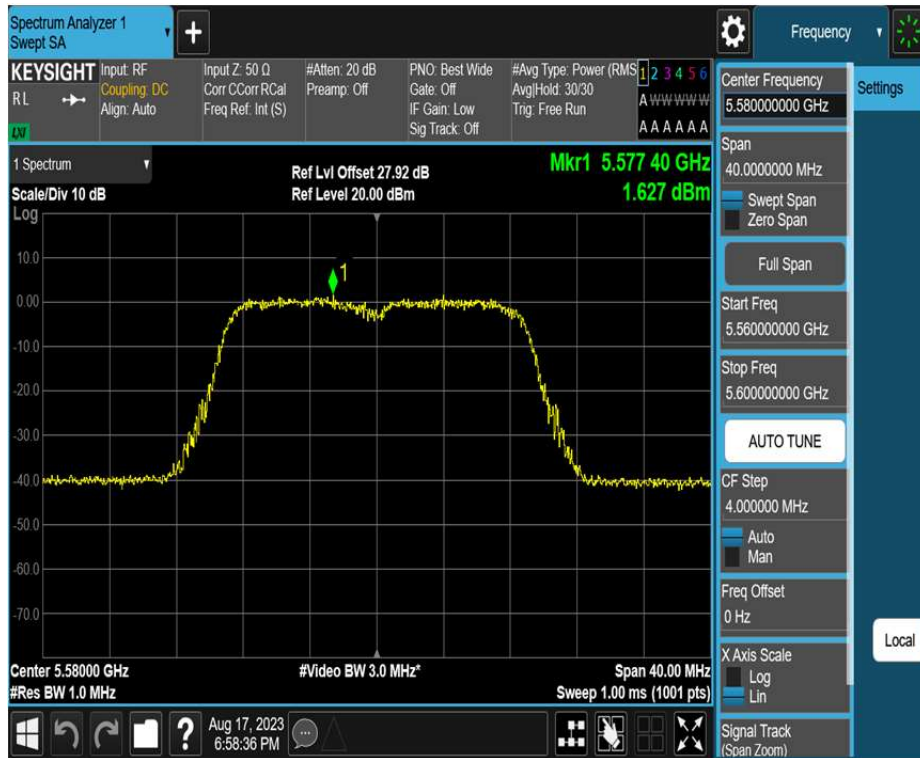 Spectrum Analyzer 1
Swept SA
+
Frequency
KEYSIGHT
R L
LXI
Input: RF
Coupling: DC
Align: Auto
Input Z: 50 Ω
Corr CCorr RCal
Freq Ref: Int (S)
#Atten: 20 dB
Preamp: Off
PNO: Best Wide
Gate: Off
IF Gain: Low
Sig Track: Off
#Avg Type: Power (RMS
Avg|Hold: 30/30
Trig: Free Run
1 2 3 4 5 6
A W W W W W
A A A A A A
Center Frequency
5.580000000 GHz
Settings
Span
40.0000000 MHz
Swept Span
Zero Span
Full Span
Start Freq
5.560000000 GHz
Stop Freq
5.600000000 GHz
AUTO TUNE
CF Step
4.000000 MHz
Auto
Man
Freq Offset
0 Hz
X Axis Scale
Log
Lin
Signal Track
(Span Zoom)
Local
1 Spectrum
Scale/Div 10 dB
Log
Ref Lvl Offset 27.92 dB
Ref Level 20.00 dBm
Mkr1 5.577 40 GHz
1.627 dBm
1
10.0
0.00
-10.0
-20.0
-30.0
-40.0
-50.0
-60.0
-70.0
Center 5.58000 GHz
#Res BW 1.0 MHz
#Video BW 3.0 MHz*
Span 40.00 MHz
Sweep 1.00 ms (1001 pts)
?
Aug 17, 2023
6:58:36 PM